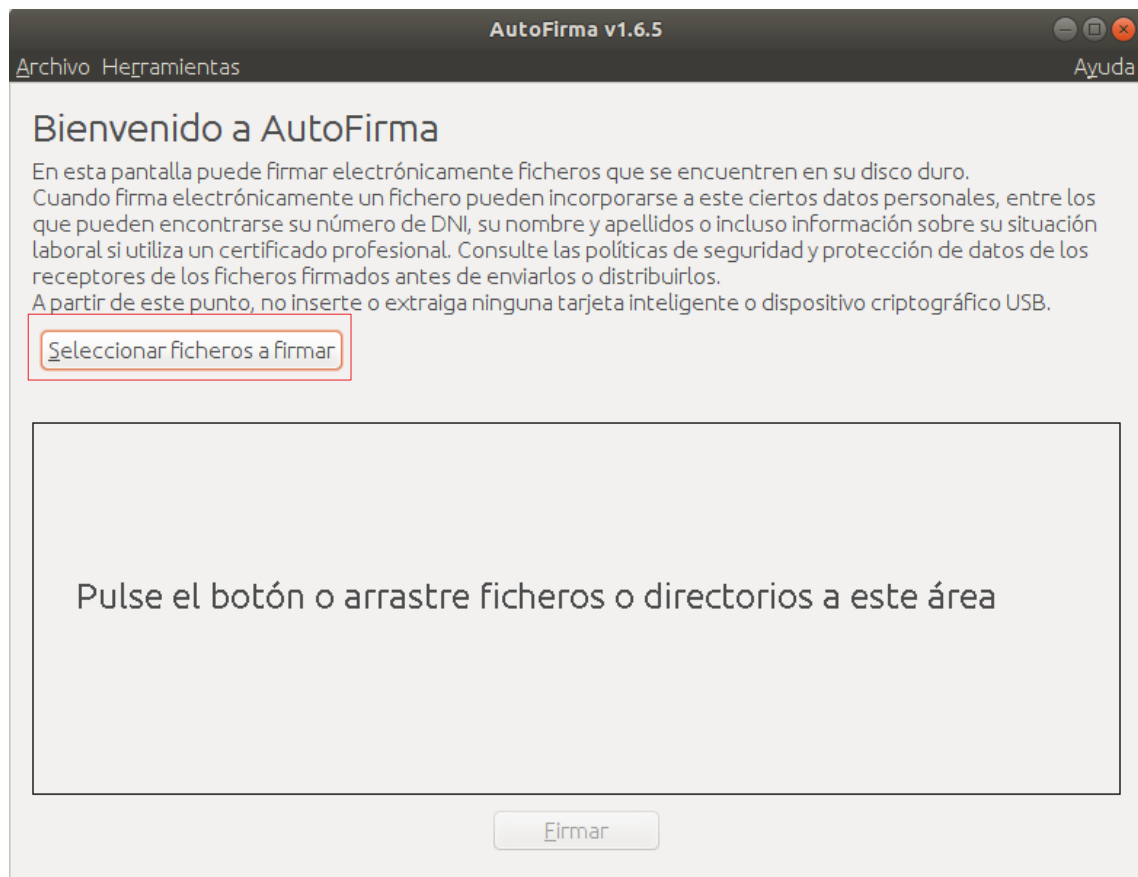 AutoFirma v1.6.5
Archivo Herramientas Ayuda
Bienvenido a AutoFirma
En esta pantalla puede firmar electrónicamente ficheros que se encuentren en su disco duro.
Cuando firma electrónicamente un fichero pueden incorporarse a este ciertos datos personales, entre los
que pueden encontrarse su número de DNI, su nombre y apellidos o incluso información sobre su situación
laboral si utiliza un certificado profesional. Consulte las políticas de seguridad y protección de datos de los
receptores de los ficheros firmados antes de enviarlos o distribuirlos.
A partir de este punto, no inserte o extraiga ninguna tarjeta inteligente o dispositivo criptográfico USB.
Seleccionar ficheros a firmar
Pulse el botón o arrastre ficheros o directorios a este área
Firmar